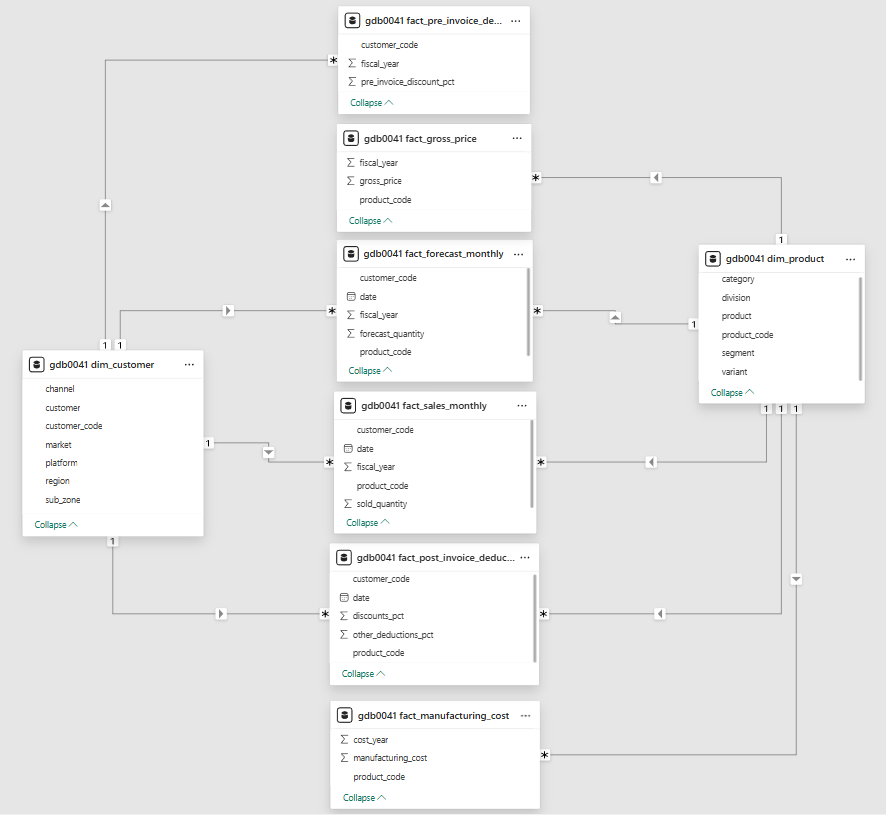 gdb0041 fact_pre_invoice_de...
customer_code
fiscal_year
pre_invoice_discount_pct
Collapse
gdb0041 fact_gross_price
fiscal_year
gross_price
product_code
Collapse
gdb0041 fact_forecast_monthly
customer_code
date
fiscal_year
forecast_quantity
product_code
Collapse
gdb0041 dim_product
category
division
product
product_code
segment
variant
Collapse
gdb0041 dim_customer
channel
customer
customer_code
market
platform
region
sub_zone
Collapse
gdb0041 fact_sales_monthly
customer_code
date
fiscal_year
product_code
sold_quantity
Collapse
gdb0041 fact_post_invoice_deduc...
customer_code
date
discounts_pct
other_deductions_pct
product_code
Collapse
gdb0041 fact_manufacturing_cost
cost_year
manufacturing_cost
product_code
Collapse
1
1
1
1
1
1
1
1
1